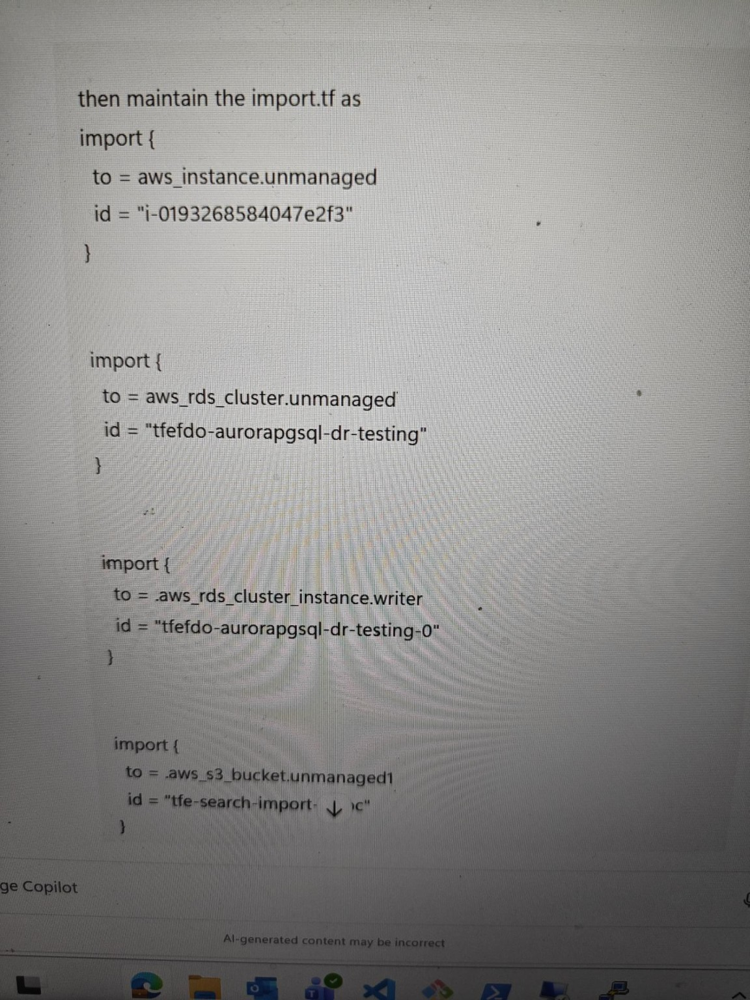 then maintain the import.tf as
import {
to = aws_instance.unmanaged
id = "i-0193268584047e2f3"
}
import {
to = aws_rds_cluster.unmanaged
id = "tfefdo-aurorapgsql-dr-testing"
}
import {
to = .aws_rds_cluster_instance.writer
id = "tfefdo-aurorapgsql-dr-testing-0"
}
import {
to = .aws_s3_bucket.unmanaged1
id = "tfe-search-import-
}
Copilot
AI-generated content may be incorrect